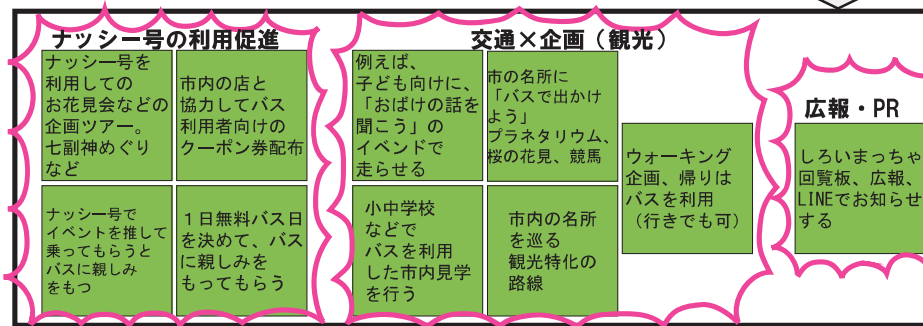 ナッシー号の利用促進
ナッシー号を
利用しての
お花見会などの
企画ツアー。
七副神めぐり
など
市内の店と
協力してバス
利用者向けの
クーポン券配布
ナッシー号で
イベントを推して
乗ってもらうと
バスに親しみ
をもつ
１日無料バス日
を決めて、バス
に親しみを
もってもらう
交通×企画（観光）
例えば、
子ども向けに、
「おばけの話を
聞こう」の
イベンドで
走らせる
市の名所に
「バスで出かけ
よう」
プラネタリウム、
桜の花見、競馬
ウォーキング
企画、帰りは
バスを利用
（行きでも可）
小中学校
などで
バスを利用
した市内見学
を行う
市内の名所
を巡る
観光特化の
路線
広報・PR
しろいまっちゃ
回覧板、広報、
LINEでお知らせ
する